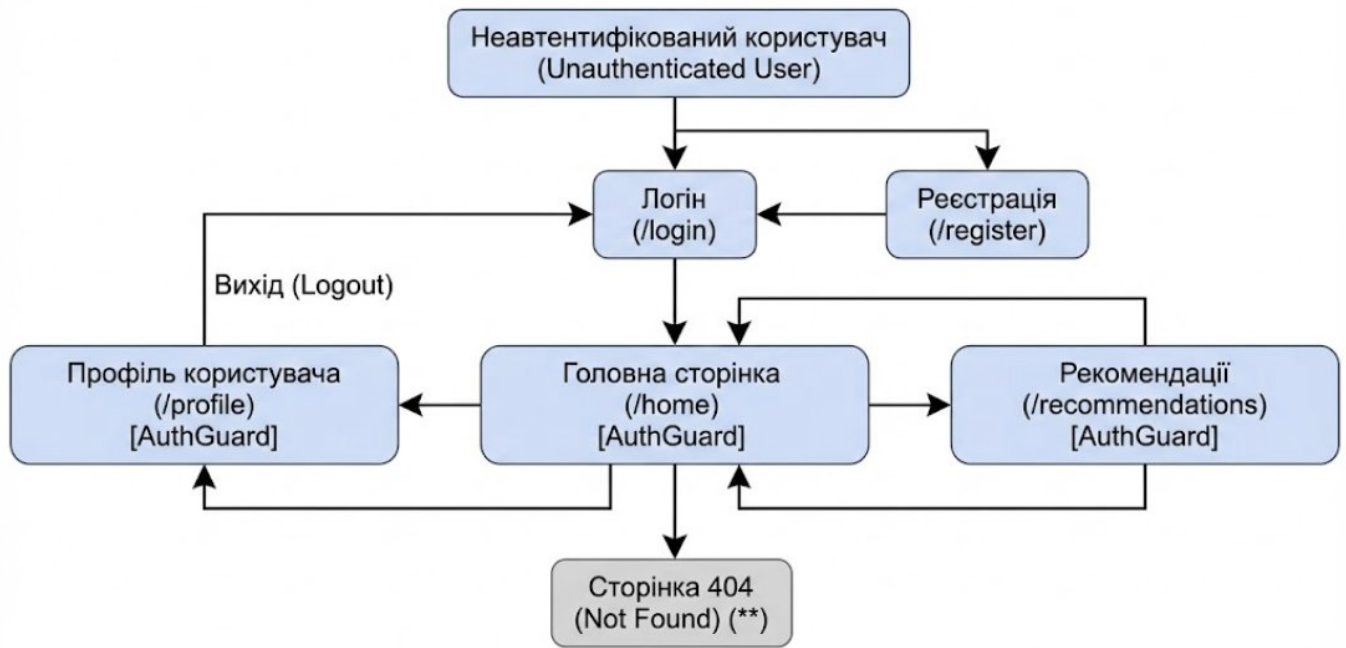 Неавтентифікований користувач
(Unauthenticated User)
Логін
(/login)
Реєстрація
(/register)
Вихід (Logout)
Профіль користувача
(/profile)
[AuthGuard]
Головна сторінка
(/home)
[AuthGuard]
Рекомендації
(/recommendations)
[AuthGuard]
Сторінка 404
(Not Found) (**)